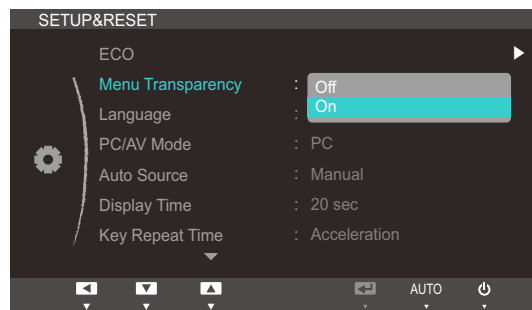 SETUP&RESET
ECO
Menu Transparency : Off
On
Language :
PC/AV Mode : PC
Auto Source : Manual
Display Time : 20 sec
Key Repeat Time : Acceleration
AUTO